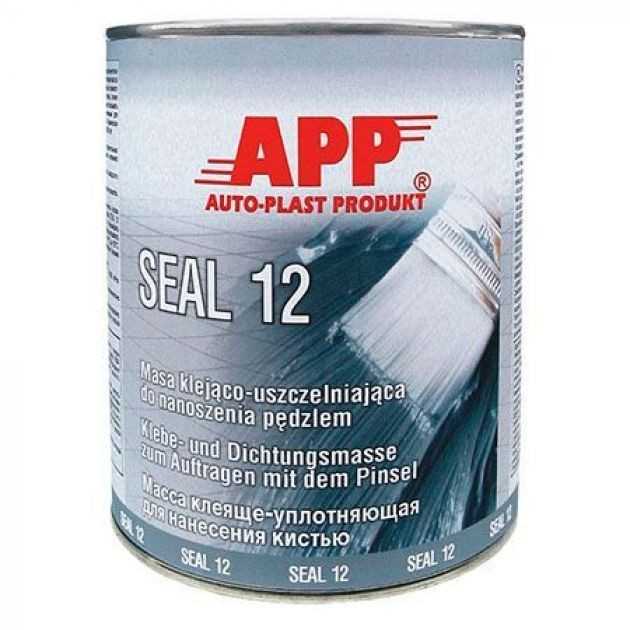 APP
®
AUTO-PLAST PRODUKT
SEAL 12
Masa klejąco-uszczelniająca
do nanoszenia pędzlem
Klebe- und Dichtungsmasse
zum Auftragen mit dem Pinsel
Масса клеяще-уплотняющая
для нанесения кистью
SEAL 12
SEAL 12
SEAL 12
SEAL 12
SEAL 12